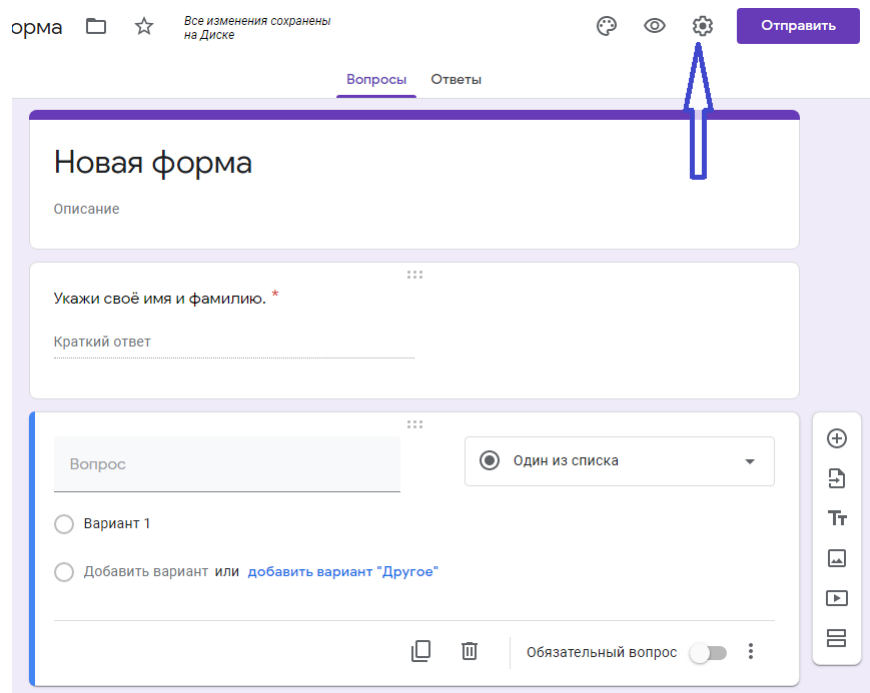 орма
Все изменения сохранены
на Диске
Отправить
Вопросы Ответы
Новая форма
Описание
Укажи своё имя и фамилию. *
Краткий ответ
Вопрос
Один из списка
Вариант 1
Добавить вариант или добавить вариант "Другое"
Tт
Обязательный вопрос